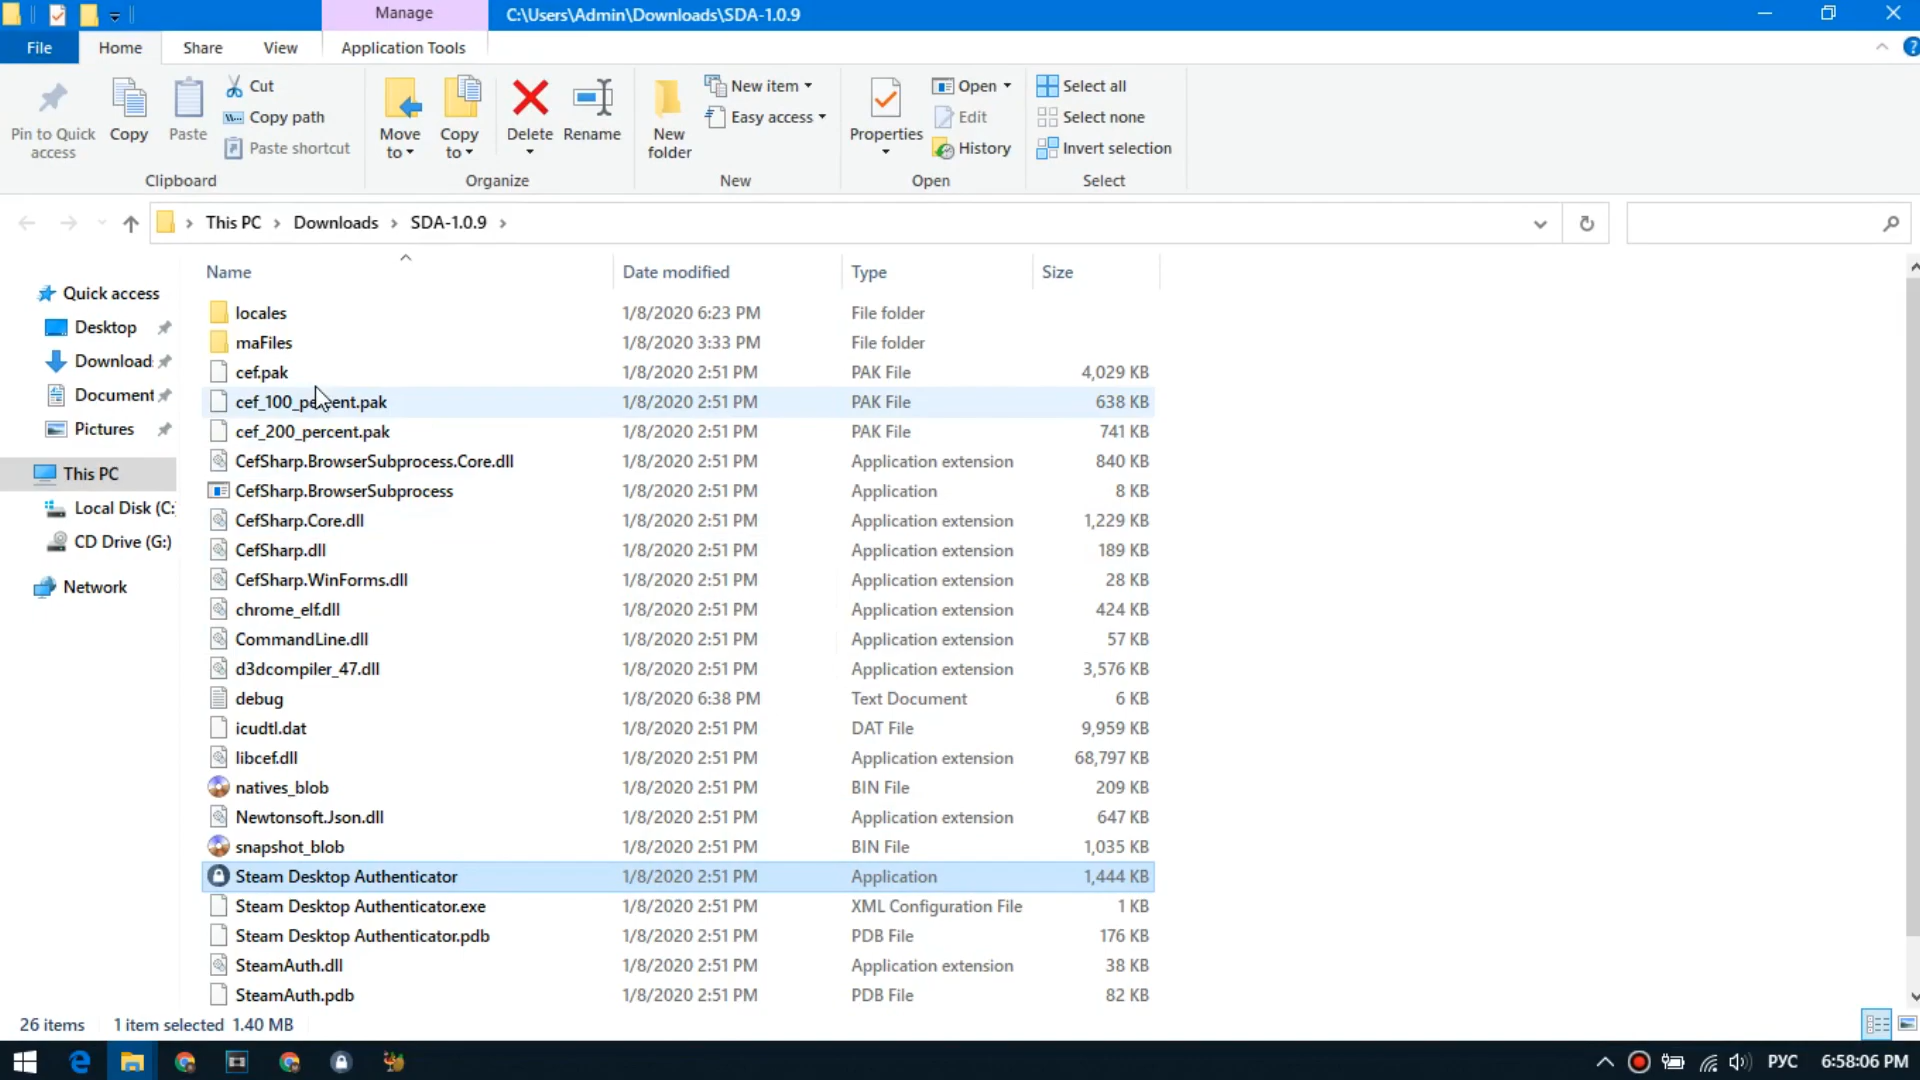 Manage
C:\Users\Admin\Downloads\SDA-1.0.9
File
Home
Share
View
Application Tools
Pin to Quick access
Copy
Paste
Cut
Copy path
Paste shortcut
Clipboard
Move to
Copy to
Delete
Rename
Organize
New folder
New item
Easy access
New
Properties
Open
Edit
History
Open
Select all
Select none
Invert selection
Select
This PC
Downloads
SDA-1.0.9
Quick access
Desktop
Download
Document
Pictures
This PC
Local Disk (C:
CD Drive (G:)
Network
Name Date modified Type Size
locales 1/8/2020 6:23 PM File folder
maFiles 1/8/2020 3:33 PM File folder
cef.pak 1/8/2020 2:51 PM PAK File 4,029 KB
cef_100_percent.pak 1/8/2020 2:51 PM PAK File 638 KB
cef_200_percent.pak 1/8/2020 2:51 PM PAK File 741 KB
CefSharp.BrowserSubprocess.Core.dll 1/8/2020 2:51 PM Application extension 840 KB
CefSharp.BrowserSubprocess 1/8/2020 2:51 PM Application 8 KB
CefSharp.Core.dll 1/8/2020 2:51 PM Application extension 1,229 KB
CefSharp.dll 1/8/2020 2:51 PM Application extension 189 KB
CefSharp.WinForms.dll 1/8/2020 2:51 PM Application extension 28 KB
chrome_elf.dll 1/8/2020 2:51 PM Application extension 424 KB
CommandLine.dll 1/8/2020 2:51 PM Application extension 57 KB
d3dcompiler_47.dll 1/8/2020 2:51 PM Application extension 3,576 KB
debug 1/8/2020 6:38 PM Text Document 6 KB
icudtl.dat 1/8/2020 2:51 PM DAT File 9,959 KB
libcef.dll 1/8/2020 2:51 PM Application extension 68,797 KB
natives_blob 1/8/2020 2:51 PM BIN File 209 KB
Newtonsoft.Json.dll 1/8/2020 2:51 PM Application extension 647 KB
snapshot_blob 1/8/2020 2:51 PM BIN File 1,035 KB
Steam Desktop Authenticator 1/8/2020 2:51 PM Application 1,444 KB
Steam Desktop Authenticator.exe 1/8/2020 2:51 PM XML Configuration File 1 KB
Steam Desktop Authenticator.pdb 1/8/2020 2:51 PM PDB File 176 KB
SteamAuth.dll 1/8/2020 2:51 PM Application extension 38 KB
SteamAuth.pdb 1/8/2020 2:51 PM PDB File 82 KB
26 items 1 item selected 1.40 MB
РУС 6:58:06 PM